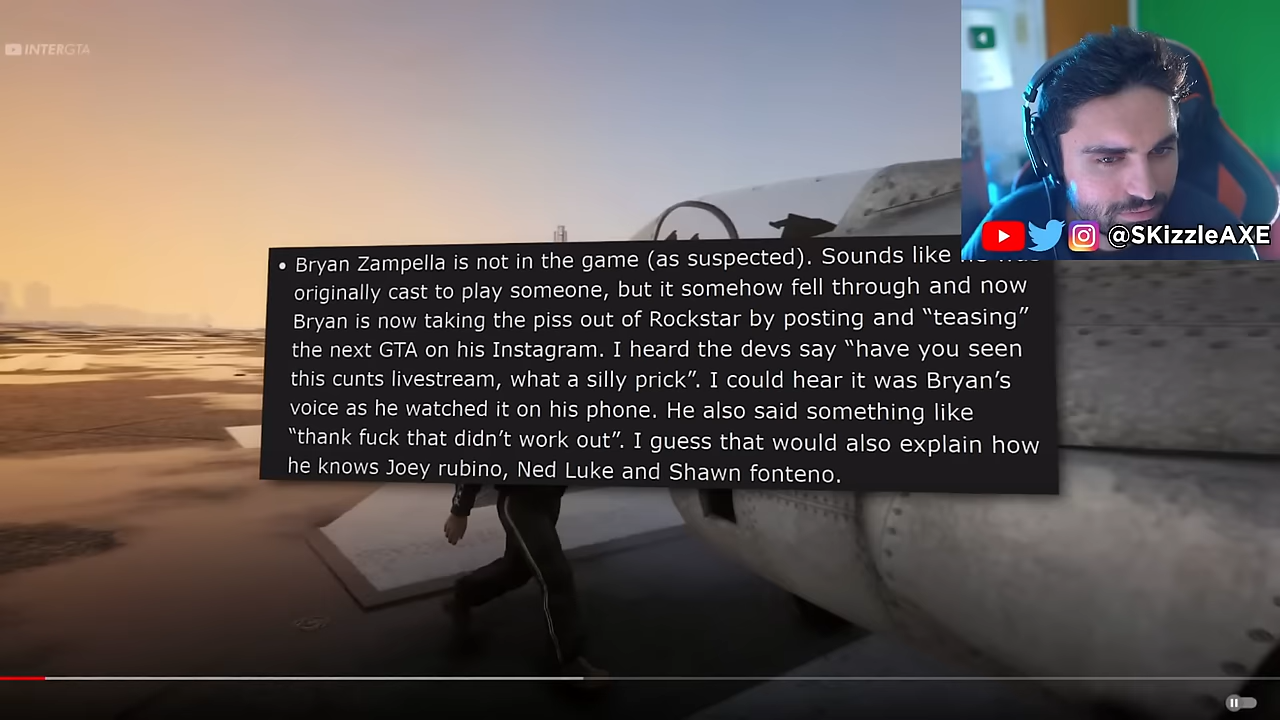 INTERGTA
@SKizzleAXE
• Bryan Zampella is not in the game (as suspected). Sounds like
originally cast to play someone, but it somehow fell through and now
Bryan is now taking the piss out of Rockstar by posting and “teasing”
the next GTA on his Instagram. I heard the devs say “have you seen
this cunts livestream, what a silly prick”. I could hear it was Bryan’s
voice as he watched it on his phone. He also said something like
“thank fuck that didn’t work out”. I guess that would also explain how
he knows Joey rubino, Ned Luke and Shawn fonteno.